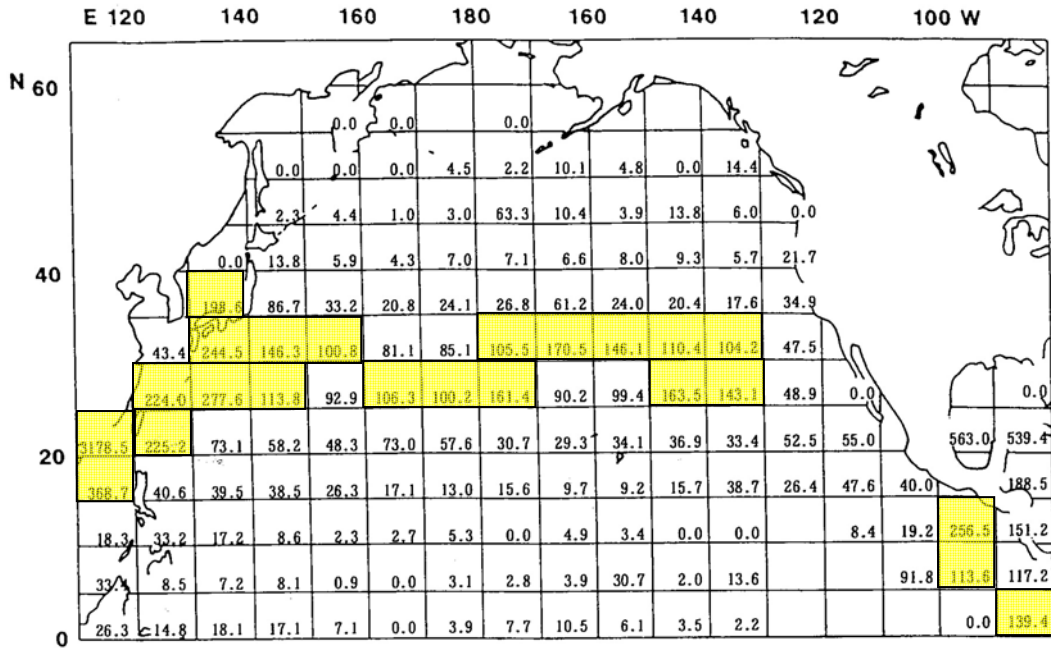 E 120 140 160 180 160 140 120 100 W
N 60
0.0 0.0 0.0
0.0 0.0 0.0 4.5 2.2 10.1 4.8 0.0 14.4
2.3 4.4 1.0 3.0 63.3 10.4 3.9 13.8 6.0 0.0
0.0 13.8 5.9 4.3 7.0 7.1 6.6 8.0 9.3 5.7 21.7
40
198.6 86.7 33.2 20.8 24.1 26.8 61.2 24.0 20.4 17.6 34.9
43.4 244.5 146.3 100.8 81.1 85.1 105.5 170.5 146.1 110.4 104.2 47.5
224.0 277.6 113.8 92.9 106.3 100.2 161.4 90.2 99.4 163.5 143.1 48.9 0.0 0.0
3178.5 225.2 73.1 58.2 48.3 73.0 57.6 30.7 29.3 34.1 36.9 33.4 52.5 55.0 563.0 539.4
20
368.7 40.6 39.5 38.5 26.3 17.1 13.0 15.6 9.7 9.2 15.7 38.7 26.4 47.6 40.0 188.5
18.3 33.2 17.2 8.6 2.3 2.7 5.3 0.0 4.9 3.4 0.0 0.0 8.4 19.2 256.5 151.2
8.5 7.2 8.1 0.9 0.0 3.1 2.8 3.9 30.7 2.0 13.6 91.8 113.6 117.2
0 26.3 14.8 18.1 17.1 7.1 0.0 3.9 7.7 10.5 6.1 3.5 2.2 0.0 139.4